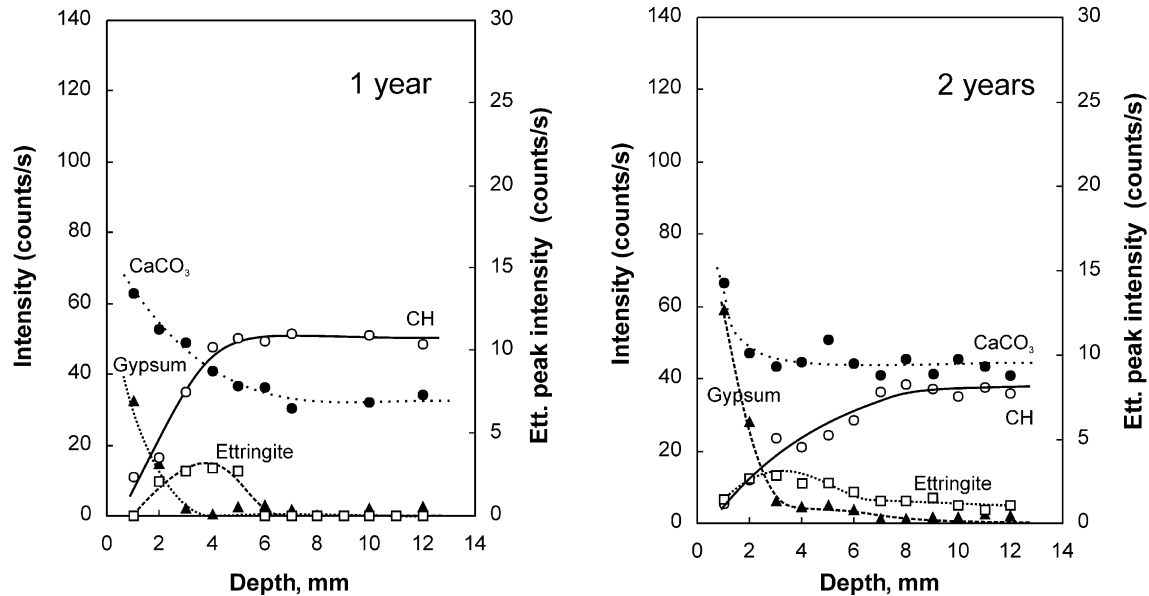 1 year
Intensity (counts/s)
140
120
100
80
60
40
20
0
30
25
20
15
10
5
0
Ett. peak intensity (counts/s)
CaCO₃
CH
Gypsum
Ettringite
0 2 4 6 8 10 12 14
Depth, mm
2 years
Intensity (counts/s)
140
120
100
80
60
40
20
0
30
25
20
15
10
5
0
Ett. peak intensity (counts/s)
CaCO₃
Gypsum
CH
Ettringite
0 2 4 6 8 10 12 14
Depth, mm